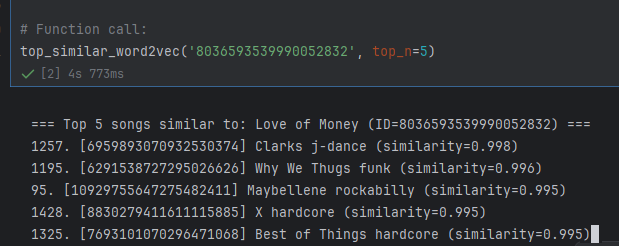 # Function call:
top_similar_word2vec('8036593539990052832', top_n=5)
[2] 4s 773ms
=== Top 5 songs similar to: Love of Money (ID=8036593539990052832) ===
1257. [6959893070932530374] Clarks j-dance (similarity=0.998)
1195. [6291538727295026626] Why We Thugs funk (similarity=0.996)
95. [10929755647275482411] Maybellene rockabilly (similarity=0.995)
1428. [8830279411611115885] X hardcore (similarity=0.995)
1325. [7693101070296471068] Best of Things hardcore (similarity=0.995)